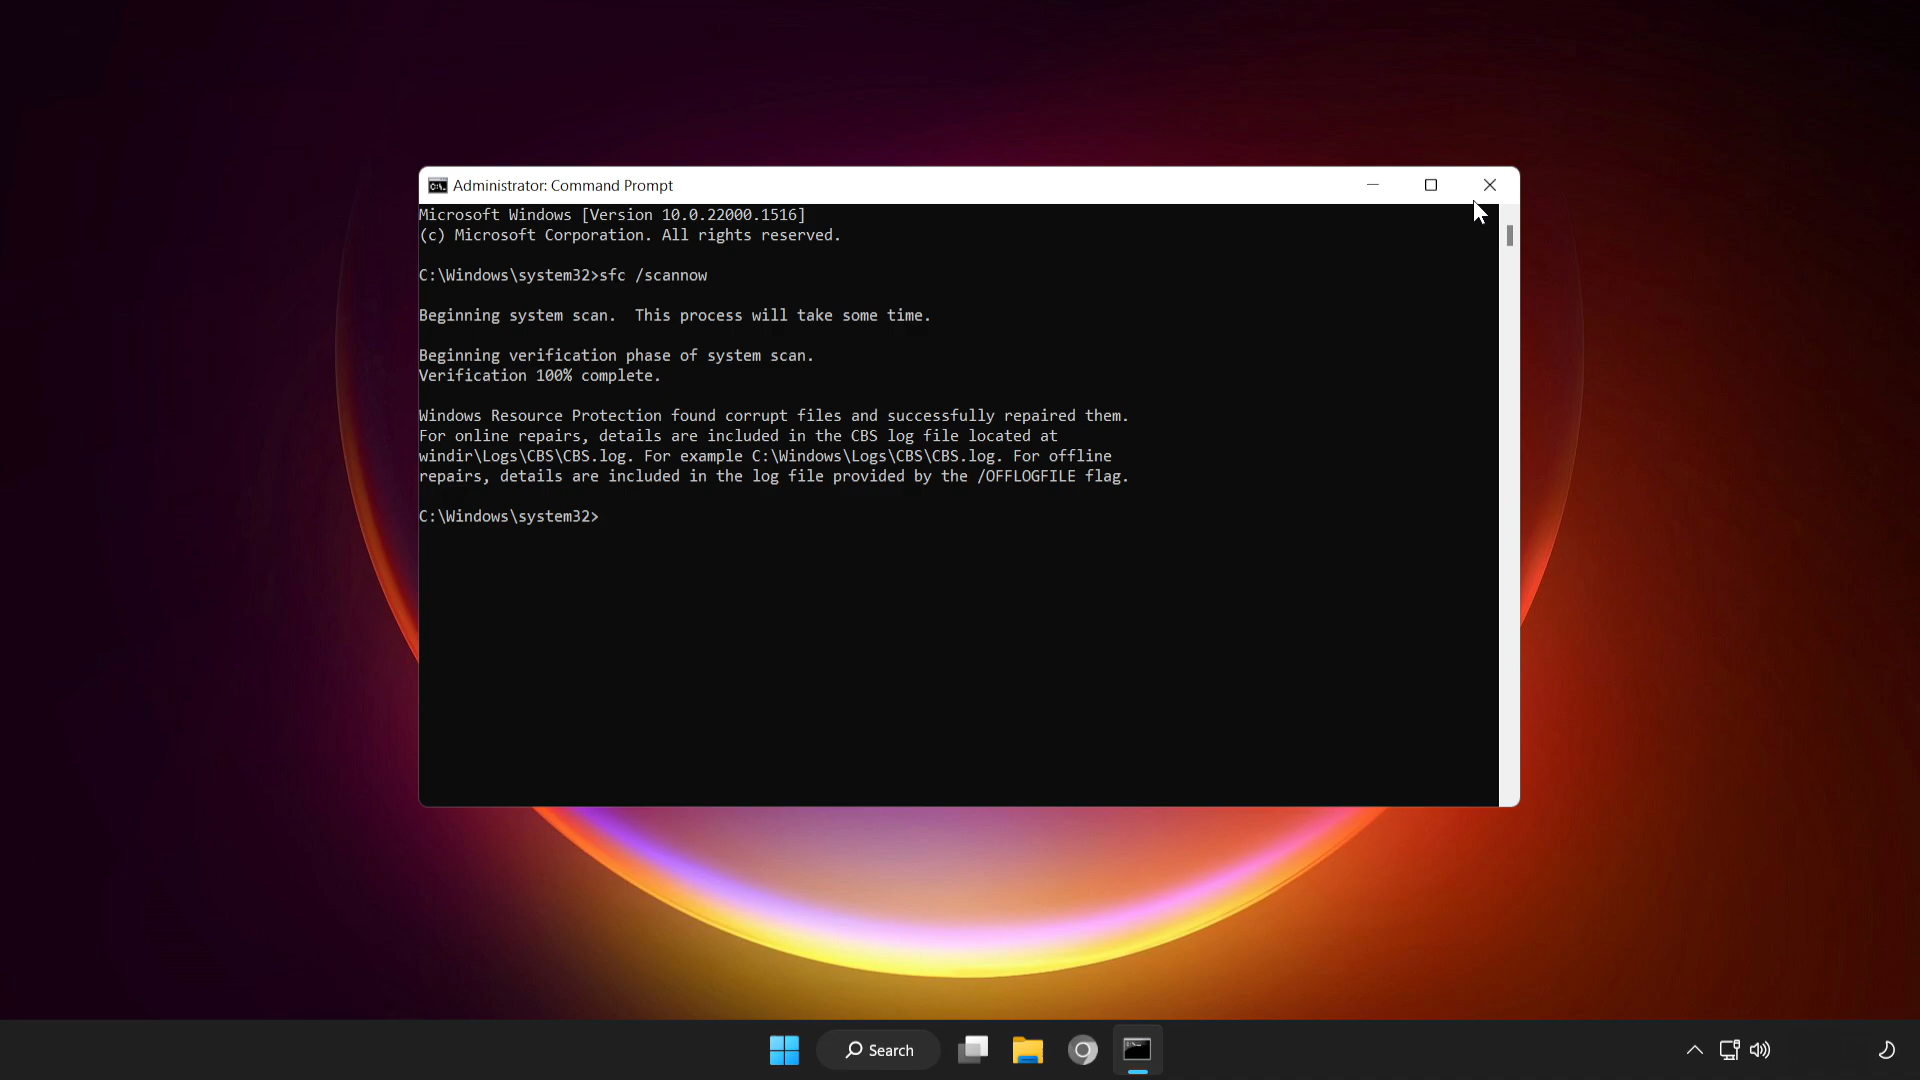 Administrator: Command Prompt
Microsoft Windows [Version 10.0.22000.1516]
(c) Microsoft Corporation. All rights reserved.
C:\Windows\system32>sfc /scannow
Beginning system scan.  This process will take some time.
Beginning verification phase of system scan.
Verification 100% complete.
Windows Resource Protection found corrupt files and successfully repaired them.
For online repairs, details are included in the CBS log file located at
windir\Logs\CBS\CBS.log. For example C:\Windows\Logs\CBS\CBS.log. For offline
repairs, details are included in the log file provided by the /OFFLOGFILE flag.
C:\Windows\system32>
Search